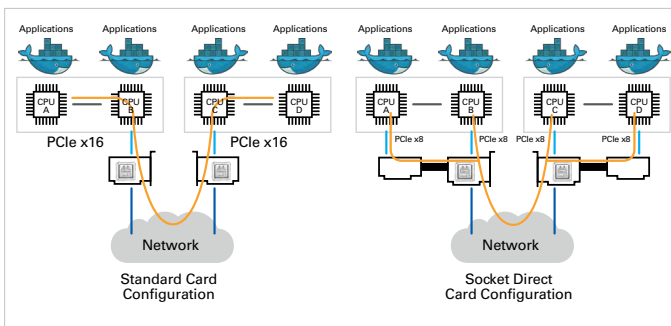 Applications Applications Applications Applications Applications Applications Applications Applications
CPU A CPU B CPU C CPU D CPU A CPU B CPU C CPU D
PCIe x16 PCIe x16 PCIe x8 PCIe x8 PCIe x8 PCIe x8
Network Network
Standard Card
Configuration
Socket Direct
Card Configuration